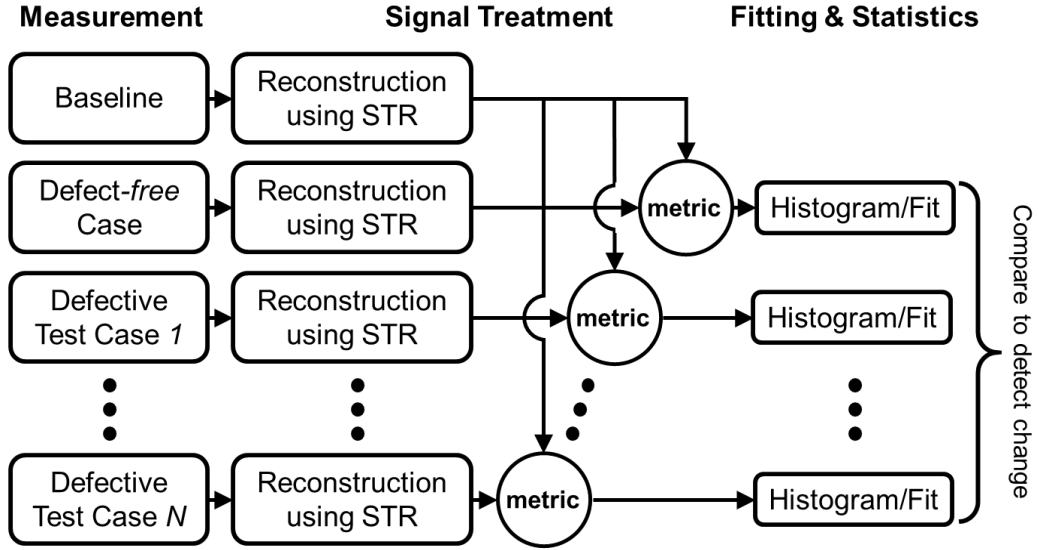 Measurement
Signal Treatment
Fitting & Statistics
Baseline
Reconstruction
using STR
Defect-free
Case
Reconstruction
using STR
metric
Histogram/Fit
Defective
Test Case 1
Reconstruction
using STR
metric
Histogram/Fit
Defective
Test Case N
Reconstruction
using STR
metric
Histogram/Fit
Compare to detect change